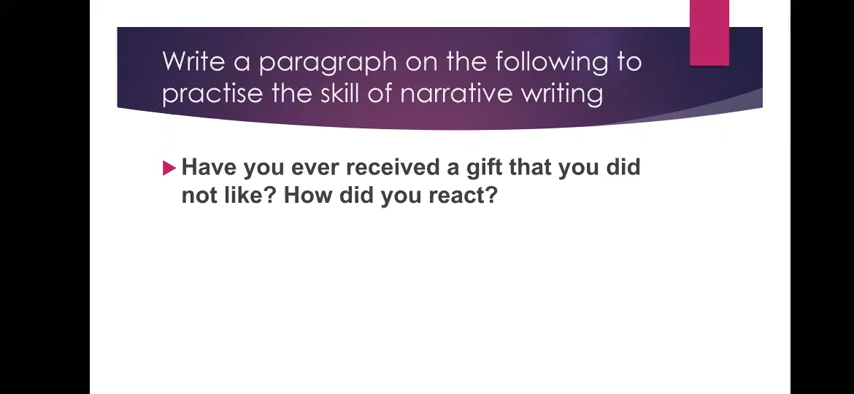 Write a paragraph on the following to
practise the skill of narrative writing
Have you ever received a gift that you did
not like? How did you react?